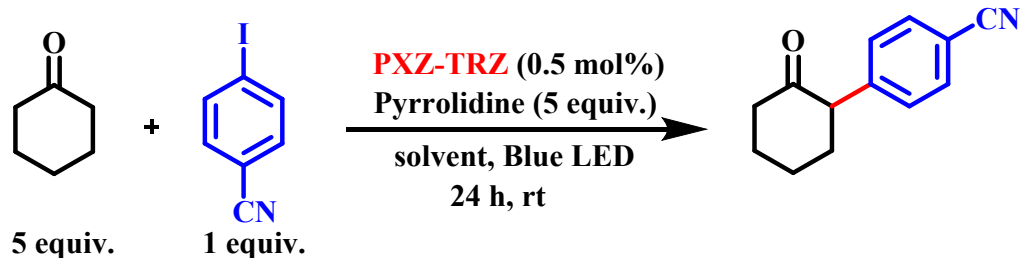 O
+
I
CN
PXZ-TRZ (0.5 mol%)
Pyrrolidine (5 equiv.)
solvent, Blue LED
24 h, rt
O
CN
5 equiv.
1 equiv.